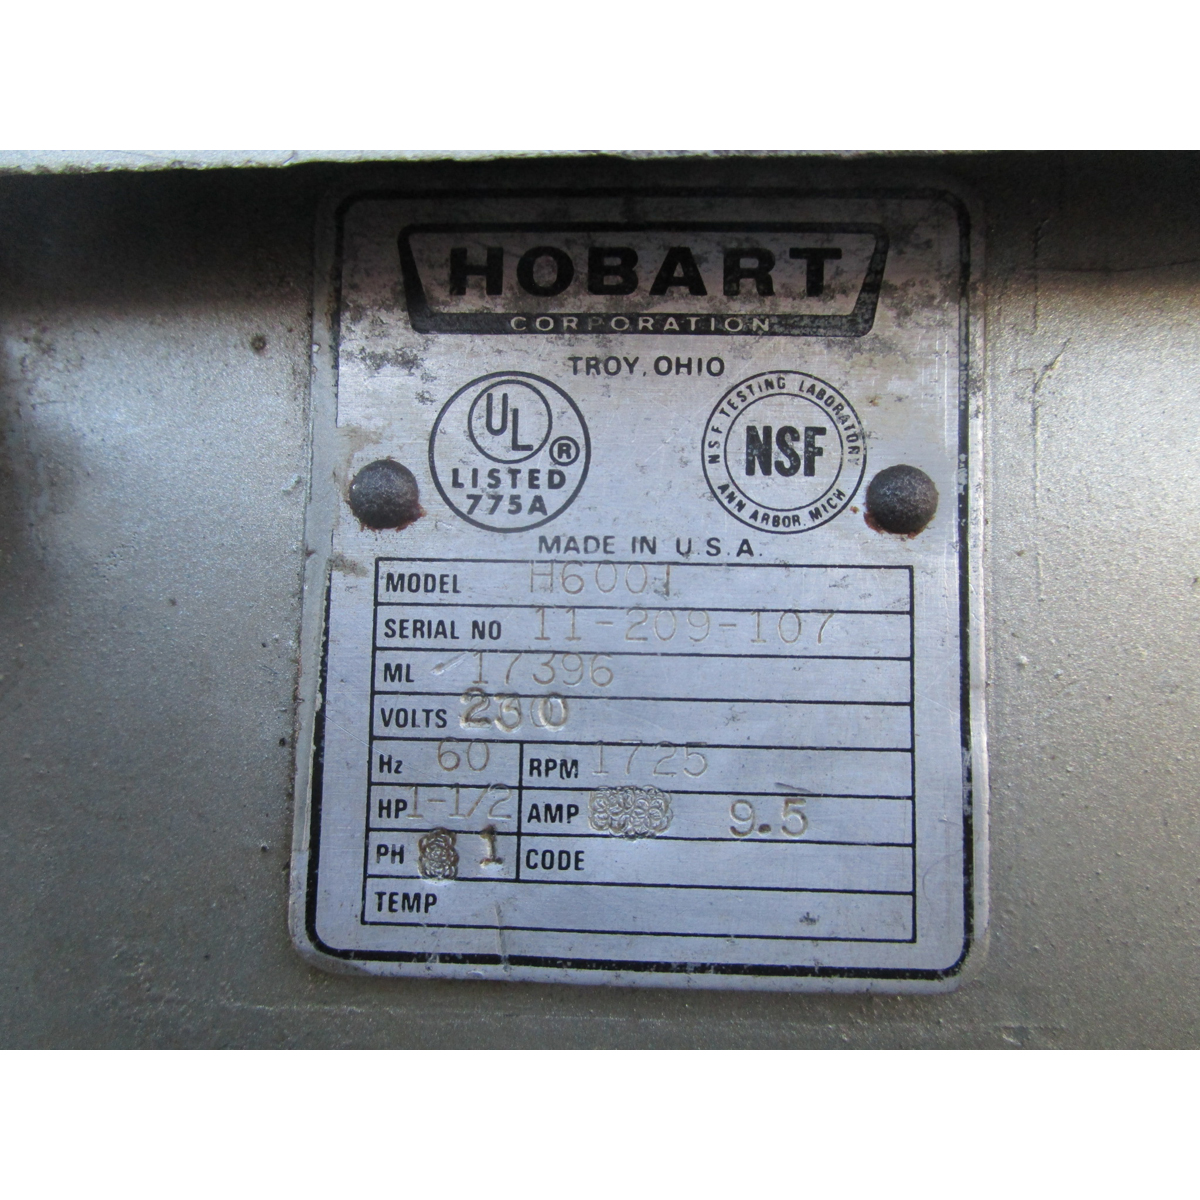 HOBART
CORPORATION
TROY, OHIO
UL ®
LISTED
775A
NSF TESTING LABORATORY
NSF
ANN ARBOR, MICH
MADE IN U.S.A.
MODEL H600T
SERIAL NO 11-209-107
ML 17396
VOLTS 230
Hz 60 RPM 1725
HP 1-1/2 AMP 9.5
PH 1 CODE
TEMP